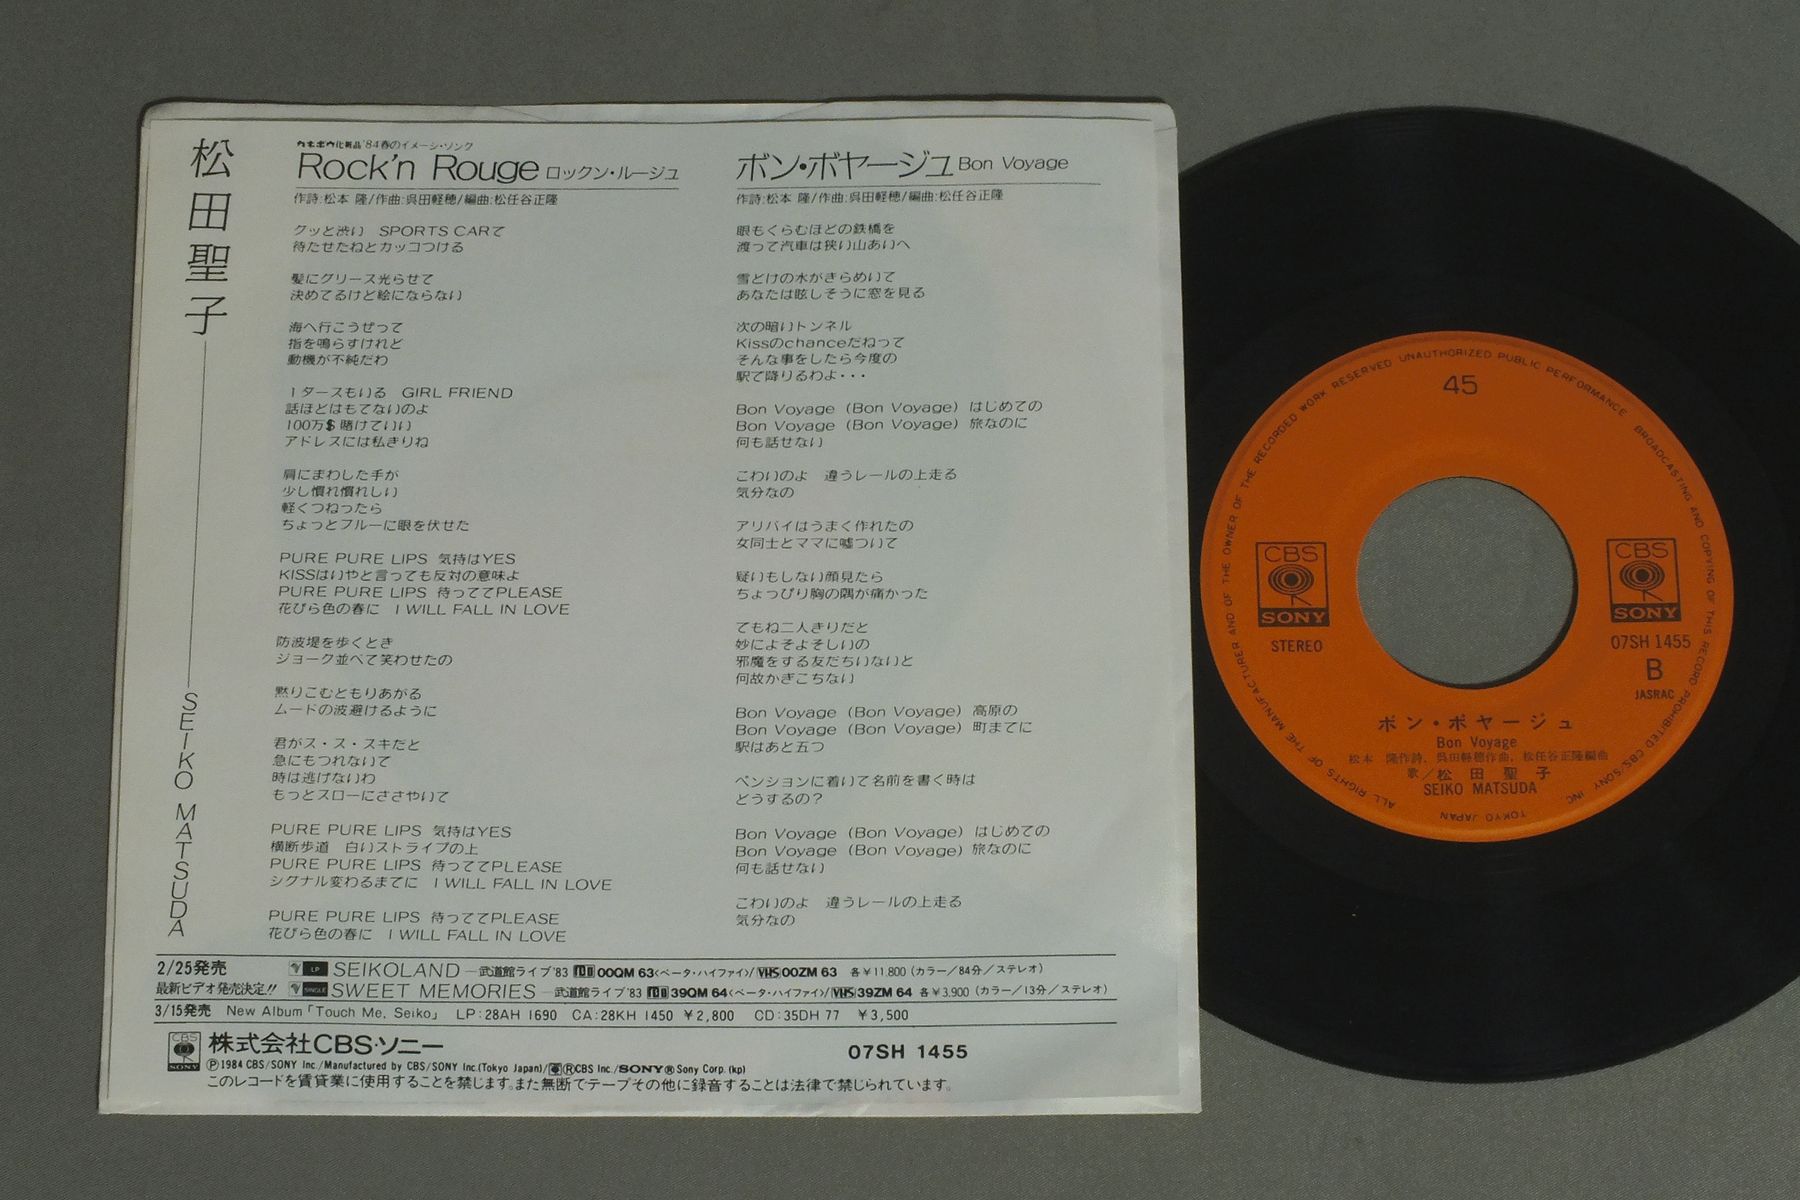 松田聖子
SEIKO MATSUDA
カネボウ化粧品'84春のイメージ・ソング
Rock'n Rouge ロックン・ルージュ
作詩:松本 隆/作曲:呉田軽穂/編曲:松任谷正隆
グッと渋い SPORTS CARで
待たせたねとカッコつける
髪にグリース光らせて
決めてるけど絵にならない
海へ行こうぜって
指を鳴らすけれど
動機が不純だわ
1ダースもいる GIRL FRIEND
話ほどはもてないのよ
100万$賭けていい
アドレスには私きりね
肩にまわした手が
少し慣れ慣れしい
軽くつねったら
ちょっとブルーに眼を伏せた
PURE PURE LIPS 気持はYES
KISSはいやと言っても反対の意味よ
PURE PURE LIPS 待っててPLEASE
花びら色の春に I WILL FALL IN LOVE
防波堤を歩くとき
ジョーク並べて笑わせたの
黙りこむともりあがる
ムードの波避けるように
君がス・ス・スキだと
急にもつれないで
時は逃げないわ
もっとスローにささやいて
PURE PURE LIPS 気持はYES
横断歩道 白いストライプの上
PURE PURE LIPS 待っててPLEASE
シグナル変わるまでに I WILL FALL IN LOVE
PURE PURE LIPS 待っててPLEASE
花びら色の春に I WILL FALL IN LOVE
ボン・ボヤージュ Bon Voyage
作詩:松本 隆/作曲:呉田軽穂/編曲:松任谷正隆
眼もくらむほどの鉄橋を
渡って汽車は狭い山あいへ
雪どけの水がきらめいて
あなたは眩しそうに窓を見る
次の暗いトンネル
Kissのchanceだねって
そんな事をしたら今度の
駅で降りるわよ・・・
Bon Voyage (Bon Voyage) はじめての
Bon Voyage (Bon Voyage) 旅なのに
何も話せない
こわいのよ 違うレールの上走る
気分なの
アリバイはうまく作れたの
女同士とママに嘘ついて
疑いもしない顔見たら
ちょっぴり胸の隅が痛かった
でもね二人きりだと
妙によそよそしいの
邪魔をする友だちいないと
何故かぎこちない
Bon Voyage (Bon Voyage) 高原の
Bon Voyage (Bon Voyage) 町までに
駅はあと五つ
ペンションに着いて名前を書く時は
どうするの?
Bon Voyage (Bon Voyage) はじめての
Bon Voyage (Bon Voyage) 旅なのに
何も話せない
こわいのよ 違うレールの上走る
気分なの
2/25発売 LP SEIKOLAND—武道館ライブ'83 00QM 63<ベータ・ハイファイ>/VHS 00ZM 63 各¥11,800(カラー/84分/ステレオ)
最新ビデオ発売決定!! SINGLE SWEET MEMORIES—武道館ライブ'83 39QM 64<ベータ・ハイファイ>/VHS 39ZM 64 各¥3,900(カラー/13分/ステレオ)
3/15発売 New Album「Touch Me, Seiko」 LP:28AH 1690 CA:28KH 1450 ¥2,800 CD:35DH 77 ¥3,500
CBS SONY 株式会社CBS・ソニー 07SH 1455
Ⓟ1984 CBS/SONY Inc./Manufactured by CBS/SONY Inc.(Tokyo Japan)/ⓇCBS Inc./SONY®Sony Corp.(kp)
このレコードを賃貸業に使用することを禁じます。また無断でテープその他に録音することは法律で禁じられています。
ALL RIGHTS OF THE MANUFACTURER AND OF THE OWNER OF THE RECORDED WORK RESERVED UNAUTHORIZED PUBLIC PERFORMANCE BROADCASTING AND COPYING OF THIS RECORD PROHIBITED CBS/SONY INC TOKYO JAPAN
45
CBS SONY
STEREO
CBS SONY
07SH 1455
B
JASRAC
ボン・ボヤージュ
Bon Voyage
松本 隆作詩、呉田軽穂作曲、松任谷正隆編曲
歌/松田聖子
SEIKO MATSUDA